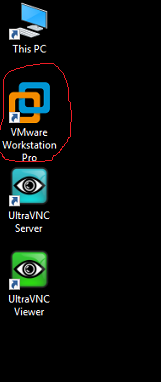 This PC
VMware
Workstation
Pro
UltraVNC
Server
UltraVNC
Viewer